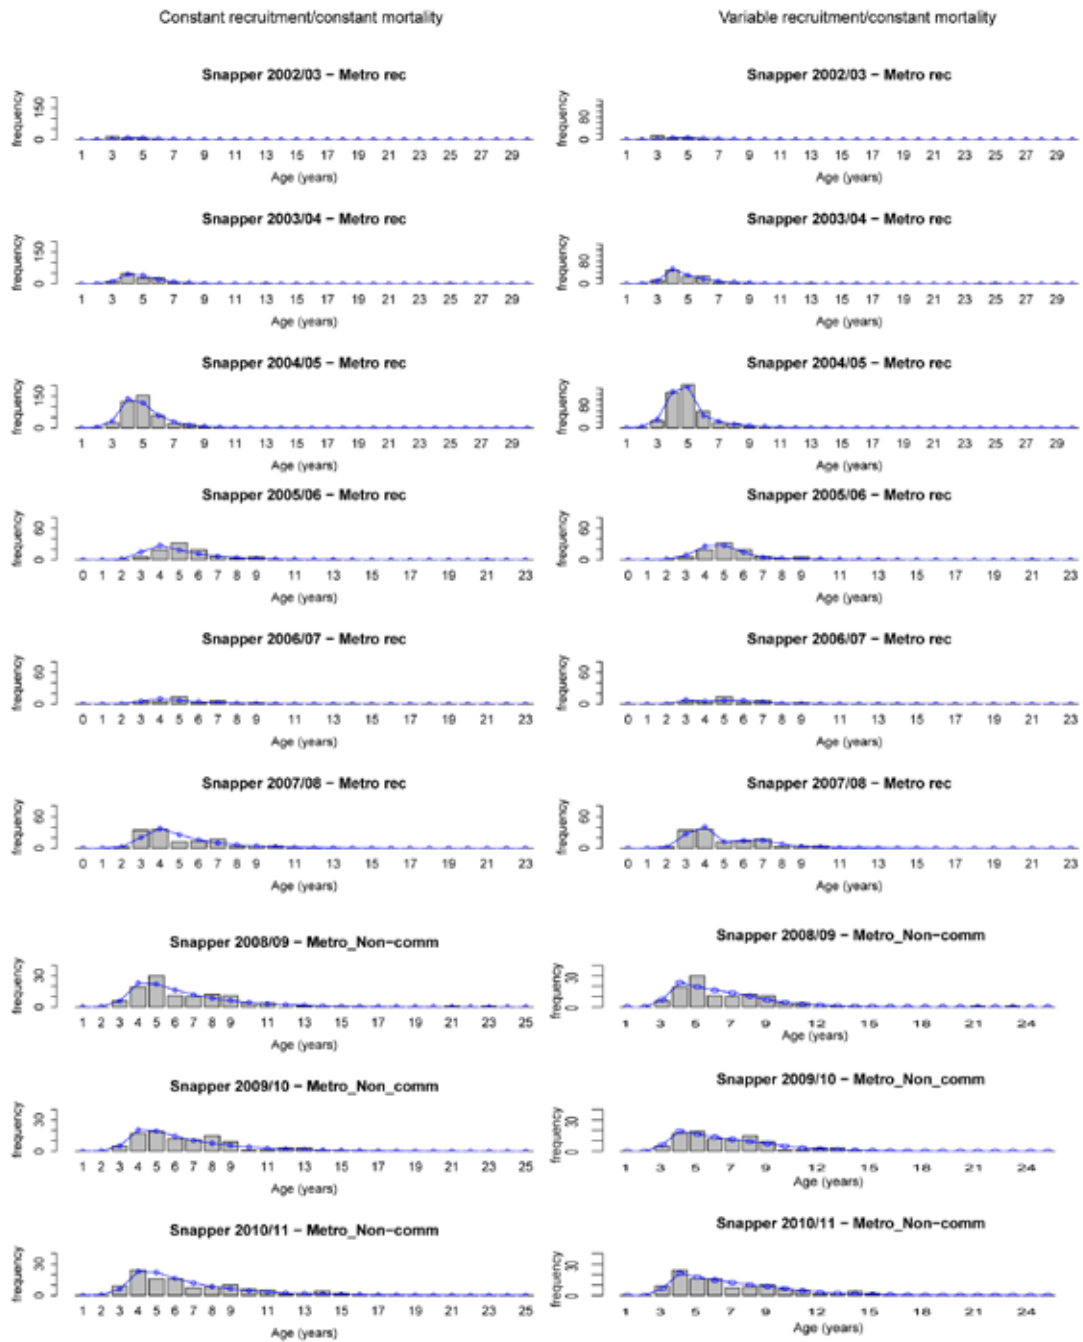 Constant recruitment/constant mortality
Variable recruitment/constant mortality
Snapper 2002/03 − Metro rec
frequency
0 150
1 3 5 7 9 11 13 15 17 19 21 23 25 27 29
Age (years)
Snapper 2002/03 − Metro rec
frequency
0 80
1 3 5 7 9 11 13 15 17 19 21 23 25 27 29
Age (years)
Snapper 2003/04 − Metro rec
frequency
0 150
1 3 5 7 9 11 13 15 17 19 21 23 25 27 29
Age (years)
Snapper 2003/04 − Metro rec
frequency
0 80
1 3 5 7 9 11 13 15 17 19 21 23 25 27 29
Age (years)
Snapper 2004/05 − Metro rec
frequency
0 150
1 3 5 7 9 11 13 15 17 19 21 23 25 27 29
Age (years)
Snapper 2004/05 − Metro rec
frequency
0 80
1 3 5 7 9 11 13 15 17 19 21 23 25 27 29
Age (years)
Snapper 2005/06 − Metro rec
frequency
0 60
0 1 2 3 4 5 6 7 8 9 11 13 15 17 19 21 23
Age (years)
Snapper 2005/06 − Metro rec
frequency
0 60
0 1 2 3 4 5 6 7 8 9 11 13 15 17 19 21 23
Age (years)
Snapper 2006/07 − Metro rec
frequency
0 60
0 1 2 3 4 5 6 7 8 9 11 13 15 17 19 21 23
Age (years)
Snapper 2006/07 − Metro rec
frequency
0 60
0 1 2 3 4 5 6 7 8 9 11 13 15 17 19 21 23
Age (years)
Snapper 2007/08 − Metro rec
frequency
0 60
0 1 2 3 4 5 6 7 8 9 11 13 15 17 19 21 23
Age (years)
Snapper 2007/08 − Metro rec
frequency
0 60
0 1 2 3 4 5 6 7 8 9 11 13 15 17 19 21 23
Age (years)
Snapper 2008/09 − Metro_Non−comm
frequency
0 30
1 2 3 4 5 6 7 8 9 11 13 15 17 19 21 23 25
Age (years)
Snapper 2008/09 − Metro_Non−comm
frequency
0 30
1 3 5 7 9 12 15 18 21 24
Age (years)
Snapper 2009/10 − Metro_Non_comm
frequency
0 30
1 2 3 4 5 6 7 8 9 11 13 15 17 19 21 23 25
Age (years)
Snapper 2009/10 − Metro_Non_comm
frequency
0 30
1 3 5 7 9 12 15 18 21 24
Age (years)
Snapper 2010/11 − Metro_Non−comm
frequency
0 30
1 2 3 4 5 6 7 8 9 11 13 15 17 19 21 23 25
Age (years)
Snapper 2010/11 − Metro_Non−comm
frequency
0 30
1 3 5 7 9 12 15 18 21 24
Age (years)